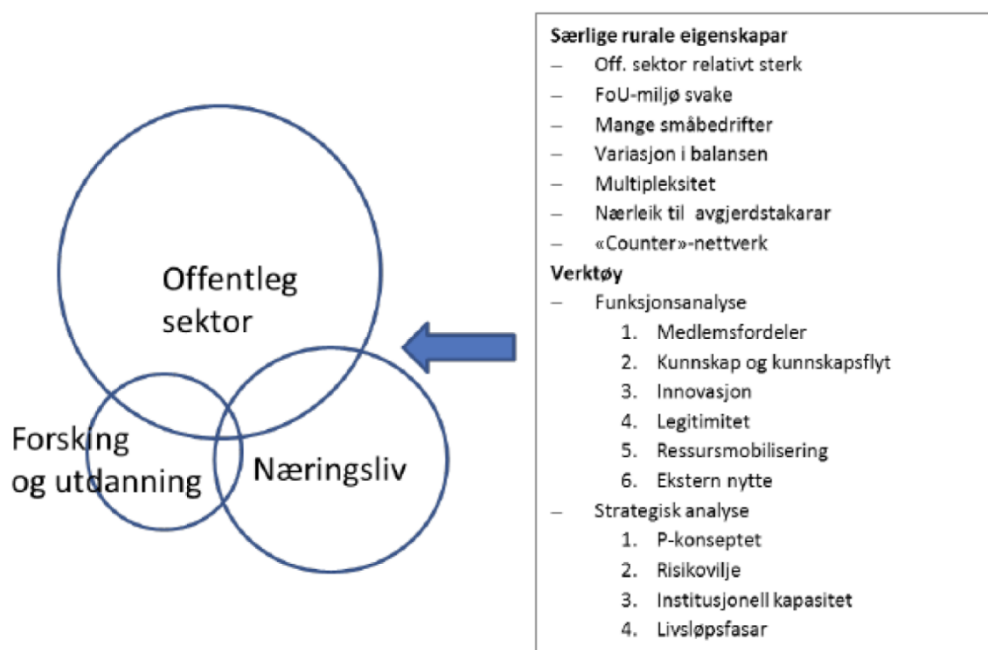 Offentleg
sektor
Forsking
og utdanning
Næringsliv
Særlige rurale eigenskapar
– Off. sektor relativt sterk
– FoU-miljø svake
– Mange småbedrifter
– Variasjon i balansen
– Multipleksitet
– Nærleik til avgjerdstakarar
– «Counter»-nettverk
Verktøy
– Funksjonsanalyse
1. Medlemsfordeler
2. Kunnskap og kunnskapsflyt
3. Innovasjon
4. Legitimitet
5. Ressursmobilisering
6. Ekstern nytte
– Strategisk analyse
1. P-konseptet
2. Risikovilje
3. Institusjonell kapasitet
4. Livsløpsfasar